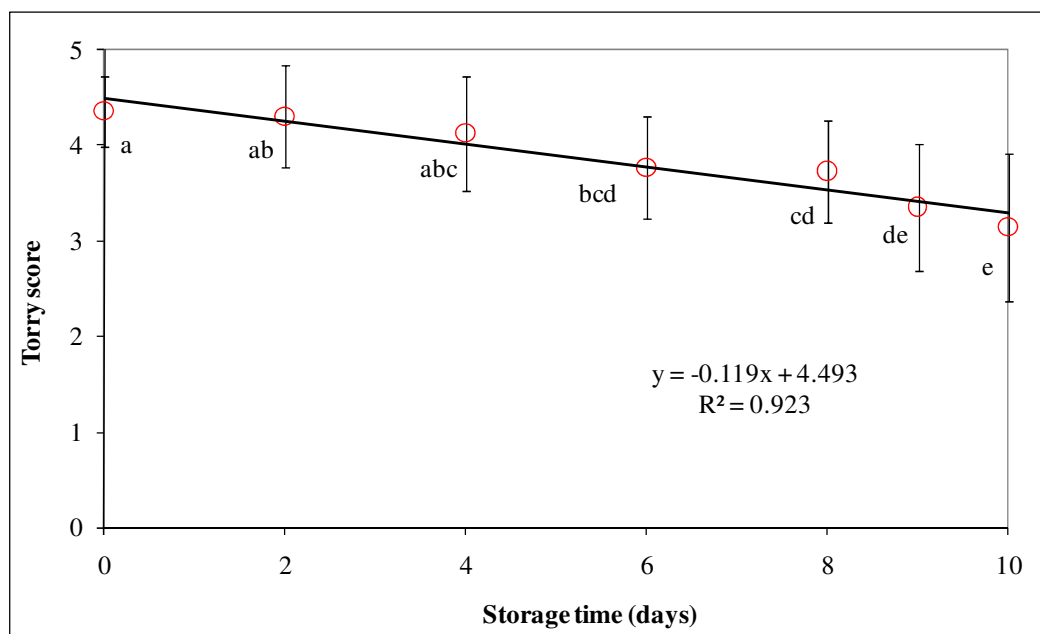 5
4
3
2
1
0
Torry score
a
ab
abc
bcd
cd
de
e
y = -0.119x + 4.493
R² = 0.923
0 2 4 6 8 10
Storage time (days)